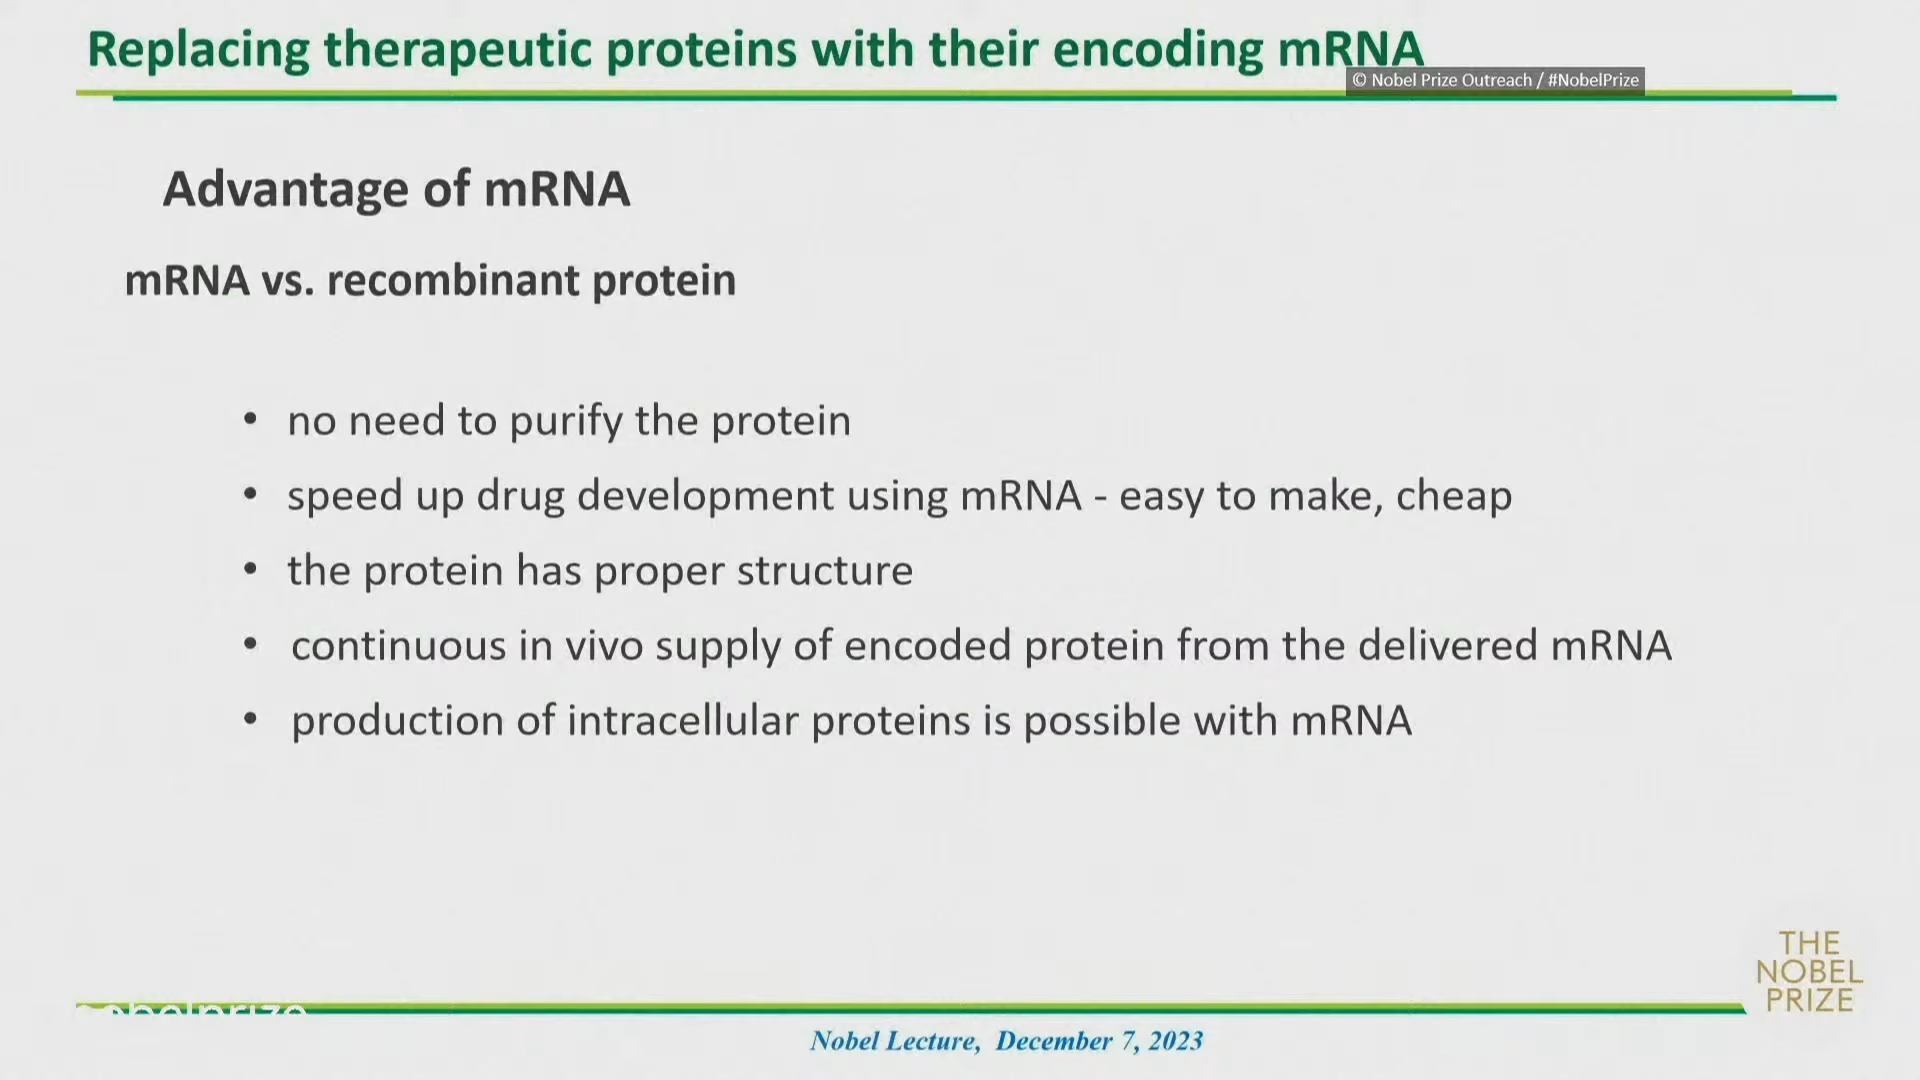 Replacing therapeutic proteins with their encoding mRNA
© Nobel Prize Outreach / #NobelPrize
Advantage of mRNA
mRNA vs. recombinant protein
• no need to purify the protein
• speed up drug development using mRNA - easy to make, cheap
• the protein has proper structure
• continuous in vivo supply of encoded protein from the delivered mRNA
• production of intracellular proteins is possible with mRNA
THE
NOBEL
PRIZE
nobelprize
Nobel Lecture, December 7, 2023